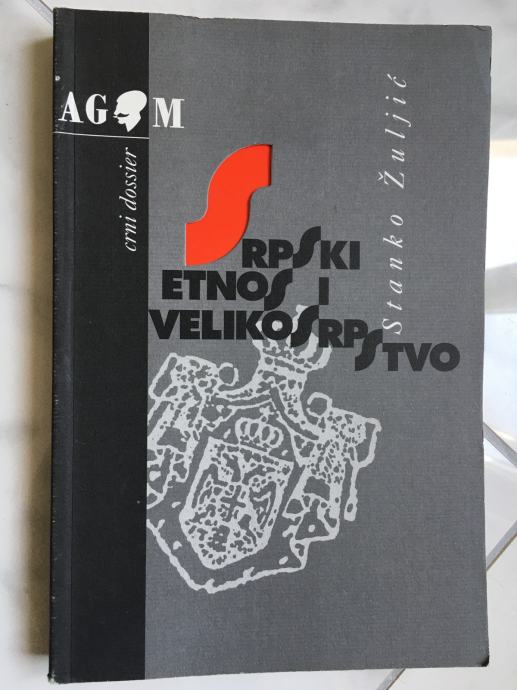 AGM
crni dossier
Stanko Žuljić
SRPSKI
ETNOS I
VELIKOSRPSTVO